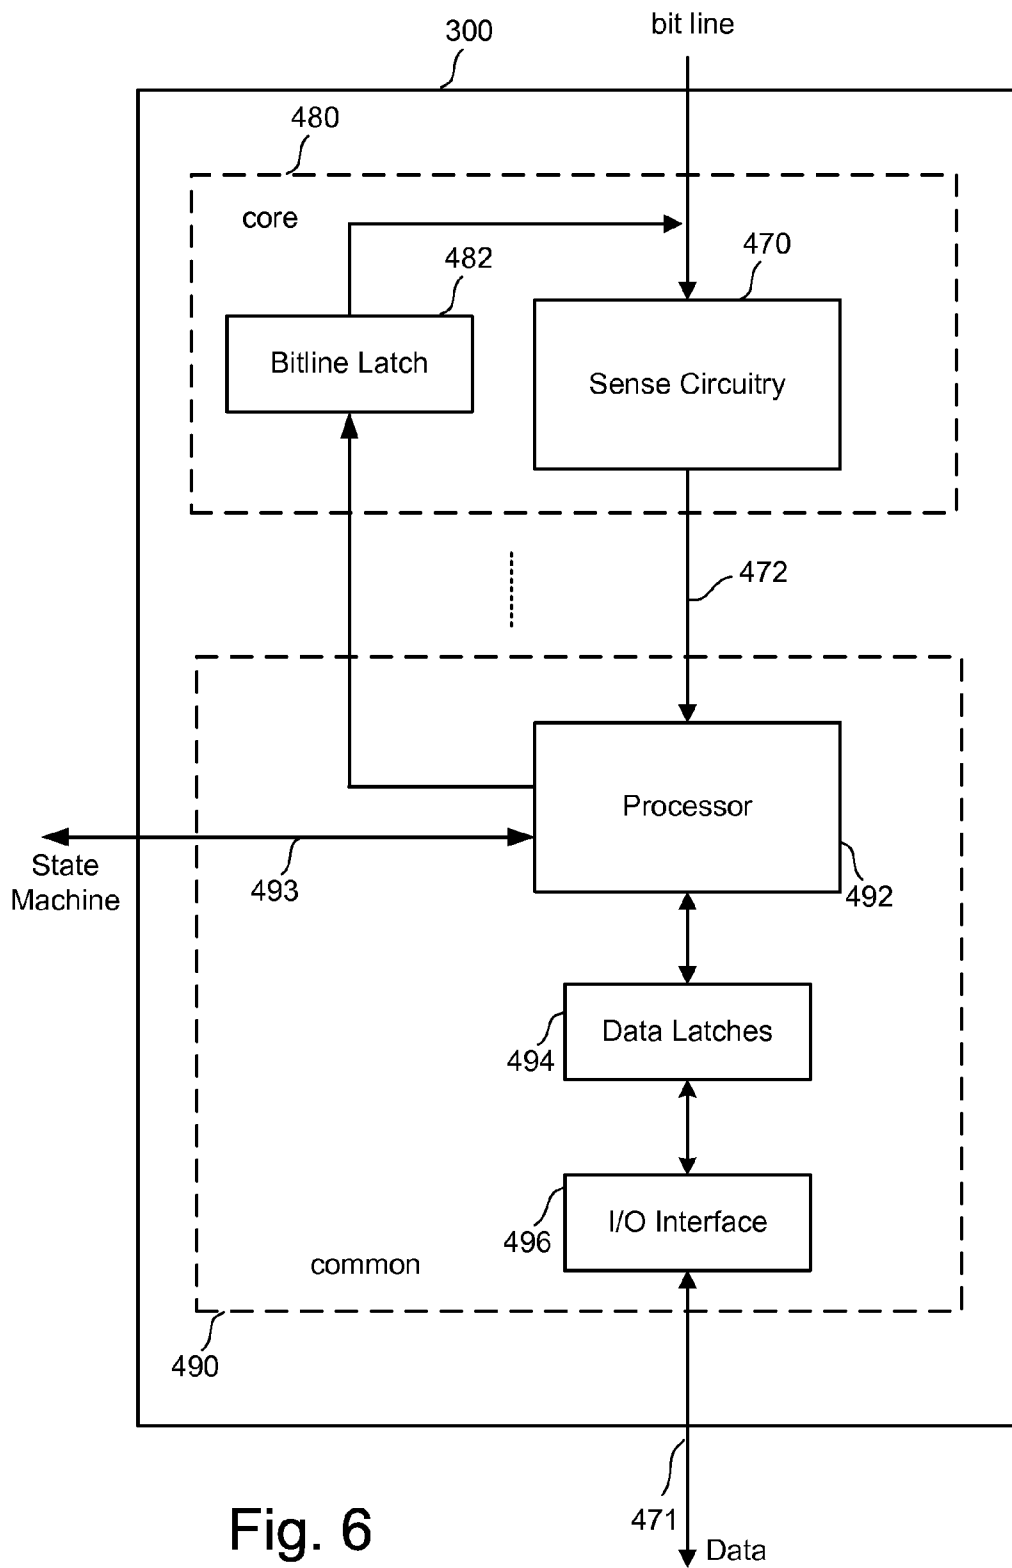 300
bit line
480
core
482
470
Bitline Latch
Sense Circuitry
472
Processor
State
Machine
493
492
494
Data Latches
496
I/O Interface
common
490
471
Fig. 6
Data